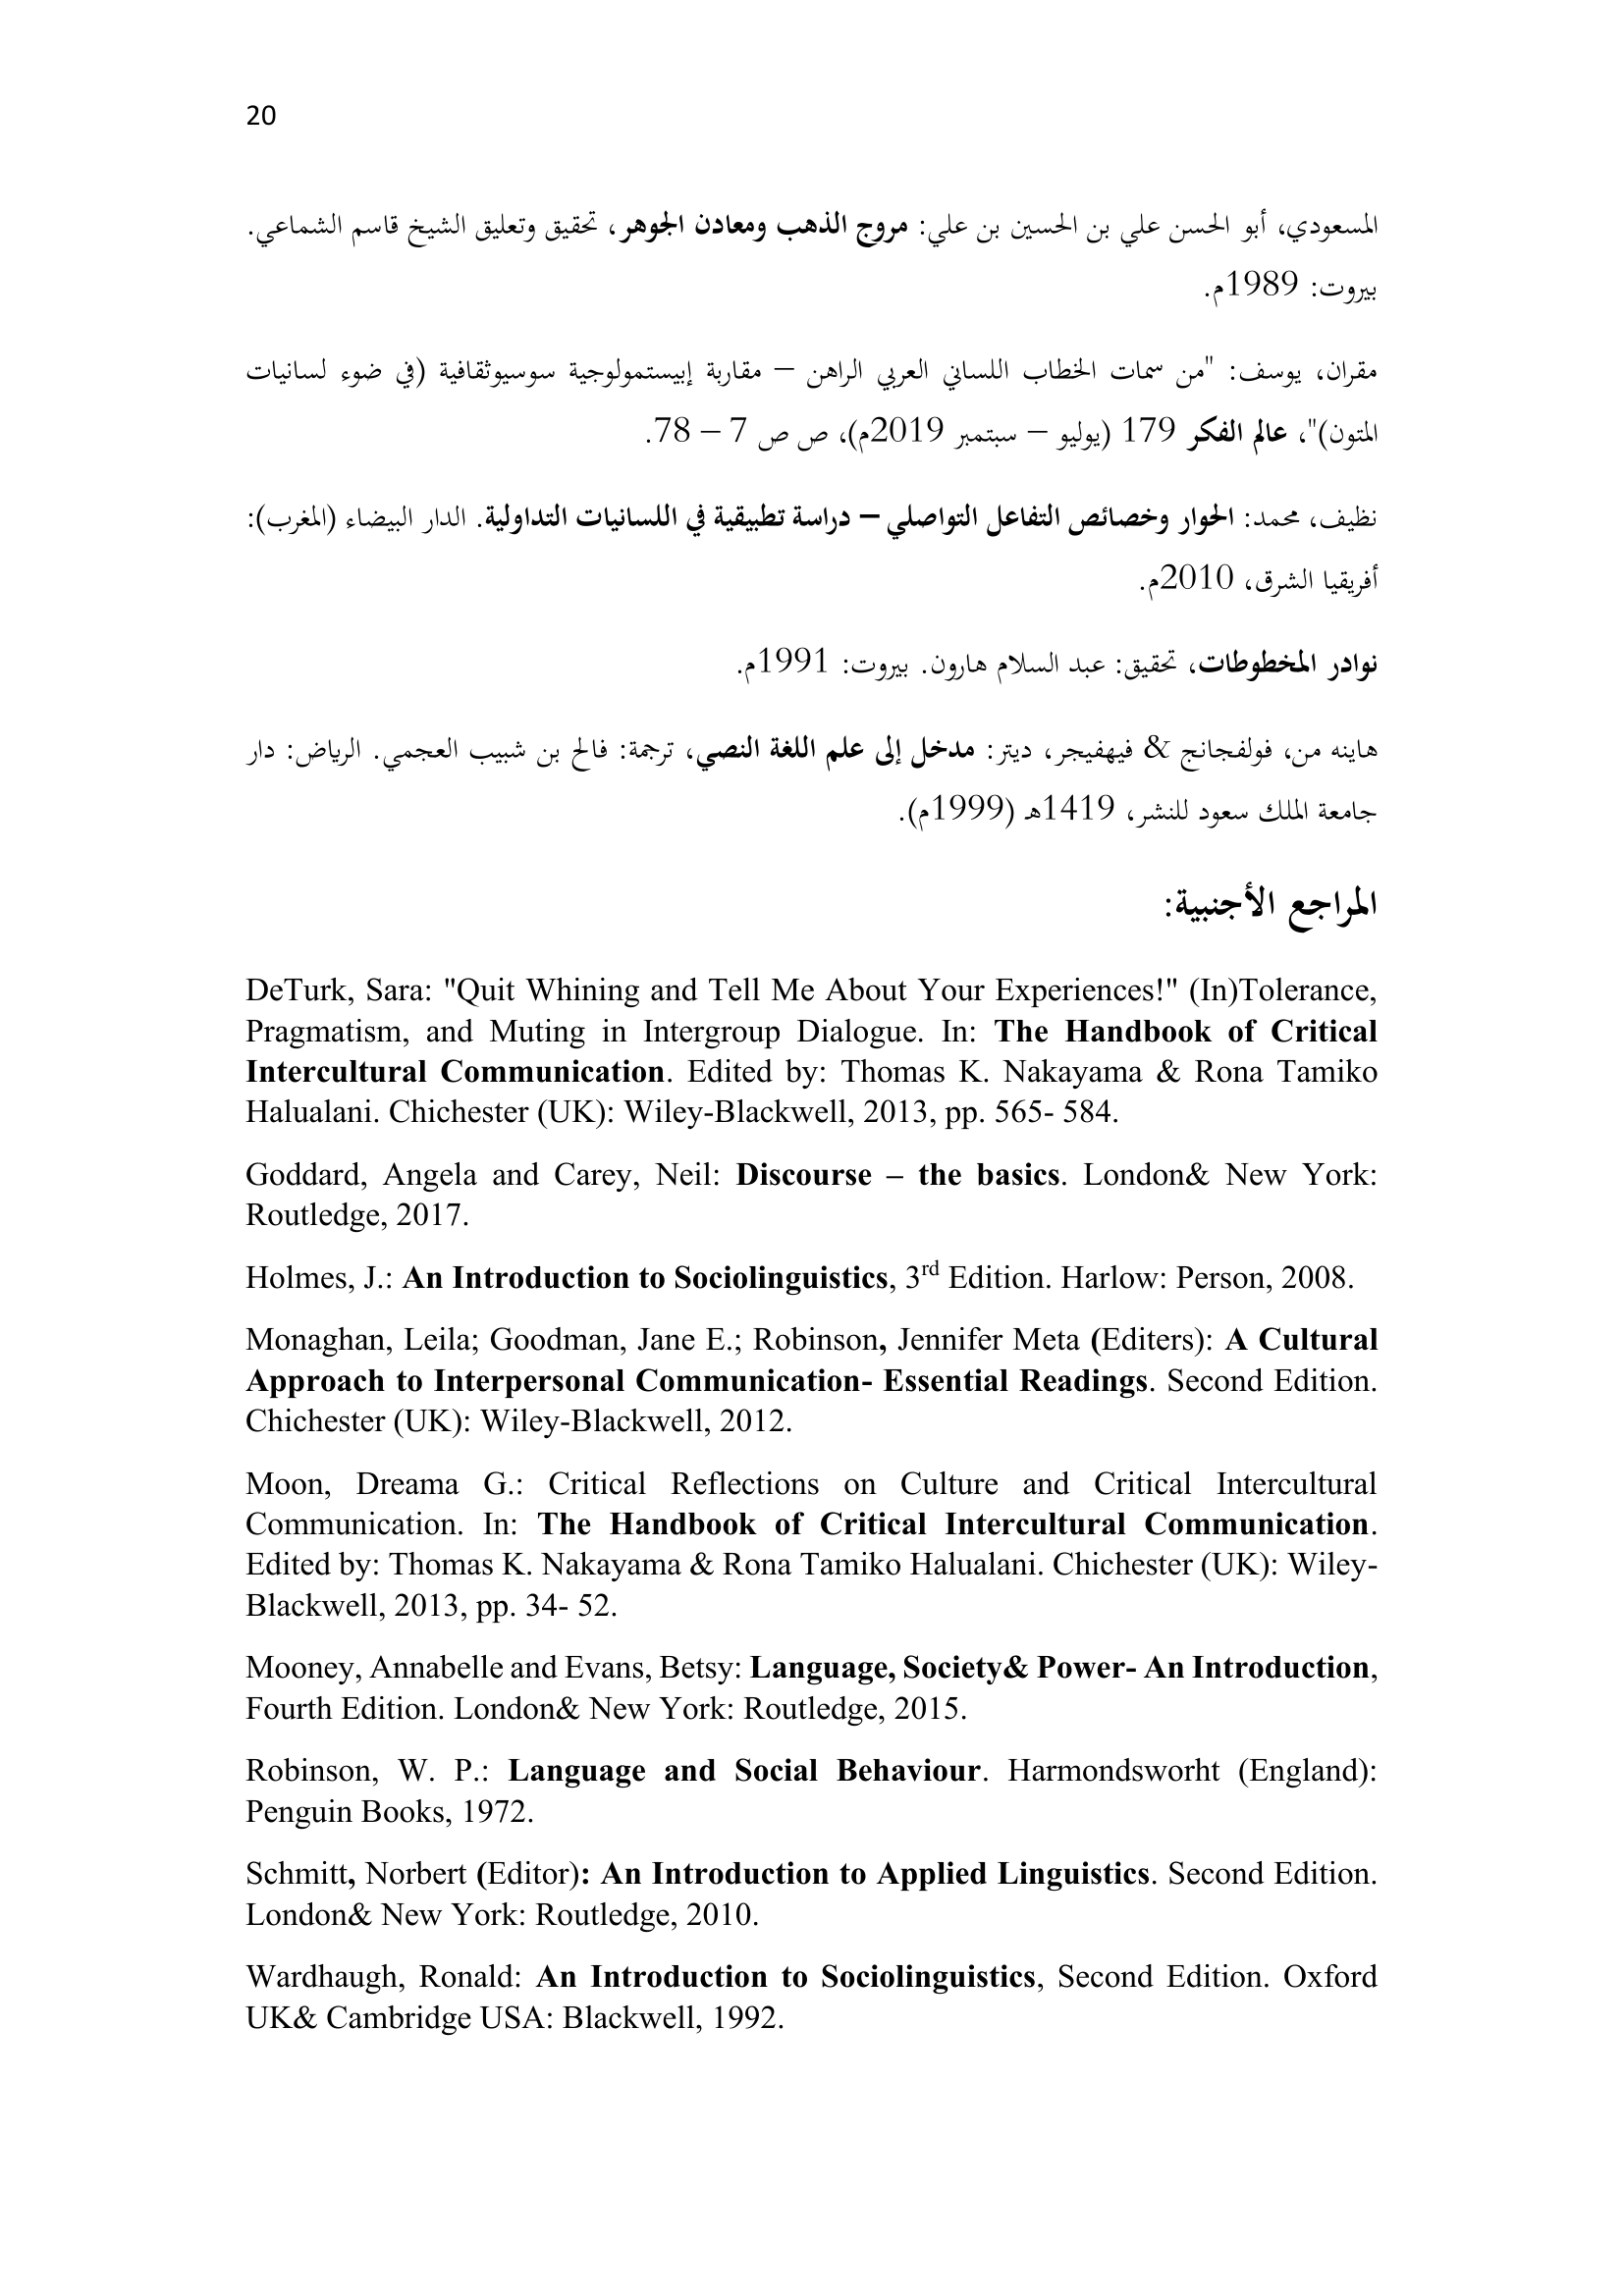 20
المسعودي، أبو الحسن علي بن الحسين بن علي: مروج الذهب ومعادن الجوهر، تحقيق وتعليق الشيخ قاسم الشماعي.
بيروت: 1989م.
مقران، يوسف: "من سمات الخطاب اللساني العربي الراهن – مقاربة إبيستمولوجية سوسيوثقافية (في ضوء لسانيات
المتون)"، عالم الفكر 179 (يوليو – سبتمبر 2019م)، ص ص 7 – 78.
نظيف، محمد: الحوار وخصائص التفاعل التواصلي – دراسة تطبيقية في اللسانيات التداولية. الدار البيضاء (المغرب):
أفريقيا الشرق، 2010م.
نوادر المخطوطات، تحقيق: عبد السلام هارون. بيروت: 1991م.
هاينه من، فولفجانج & فيهفيجر، ديتر: مدخل إلى علم اللغة النصي، ترجمة: فالح بن شبيب العجمي. الرياض: دار
جامعة الملك سعود للنشر، 1419هـ (1999م).
المراجع الأجنبية:
DeTurk, Sara: "Quit Whining and Tell Me About Your Experiences!" (In)Tolerance,
Pragmatism, and Muting in Intergroup Dialogue. In: The Handbook of Critical
Intercultural Communication. Edited by: Thomas K. Nakayama & Rona Tamiko
Halualani. Chichester (UK): Wiley-Blackwell, 2013, pp. 565- 584.
Goddard, Angela and Carey, Neil: Discourse – the basics. London& New York:
Routledge, 2017.
Holmes, J.: An Introduction to Sociolinguistics, 3rd Edition. Harlow: Person, 2008.
Monaghan, Leila; Goodman, Jane E.; Robinson, Jennifer Meta (Editers): A Cultural
Approach to Interpersonal Communication- Essential Readings. Second Edition.
Chichester (UK): Wiley-Blackwell, 2012.
Moon, Dreama G.: Critical Reflections on Culture and Critical Intercultural
Communication. In: The Handbook of Critical Intercultural Communication.
Edited by: Thomas K. Nakayama & Rona Tamiko Halualani. Chichester (UK): Wiley-
Blackwell, 2013, pp. 34- 52.
Mooney, Annabelle and Evans, Betsy: Language, Society& Power- An Introduction,
Fourth Edition. London& New York: Routledge, 2015.
Robinson, W. P.: Language and Social Behaviour. Harmondsworht (England):
Penguin Books, 1972.
Schmitt, Norbert (Editor): An Introduction to Applied Linguistics. Second Edition.
London& New York: Routledge, 2010.
Wardhaugh, Ronald: An Introduction to Sociolinguistics, Second Edition. Oxford
UK& Cambridge USA: Blackwell, 1992.